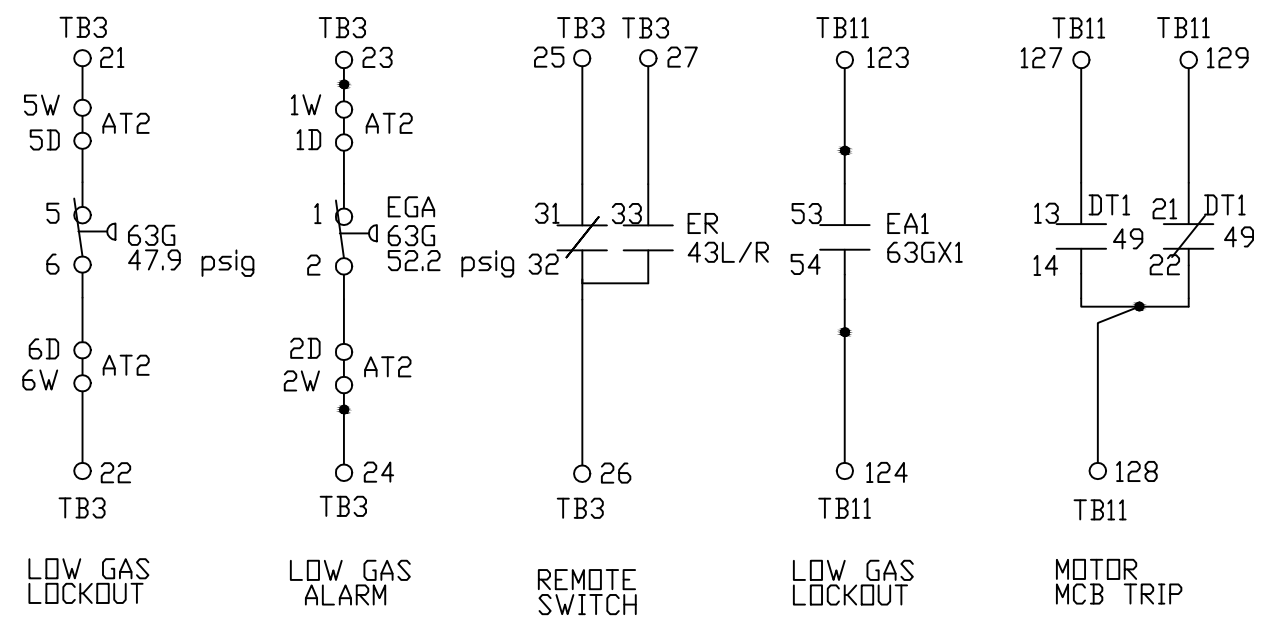 TB3
21
5W
AT2
5D
5
63G
47.9 psig
6
6D
AT2
6W
22
TB3
LOW GAS
LOCKOUT
TB3
23
1W
AT2
1D
1
EGA
63G
52.2 psig
2
2D
AT2
2W
24
TB3
LOW GAS
ALARM
TB3 TB3
25 27
31 33
ER
43L/R
32
26
TB3
REMOTE
SWITCH
TB11
123
53
EA1
63GX1
54
124
TB11
LOW GAS
LOCKOUT
TB11 TB11
127 129
13 DT1 21 DT1
49 49
14 22
128
TB11
MOTOR
MCB TRIP